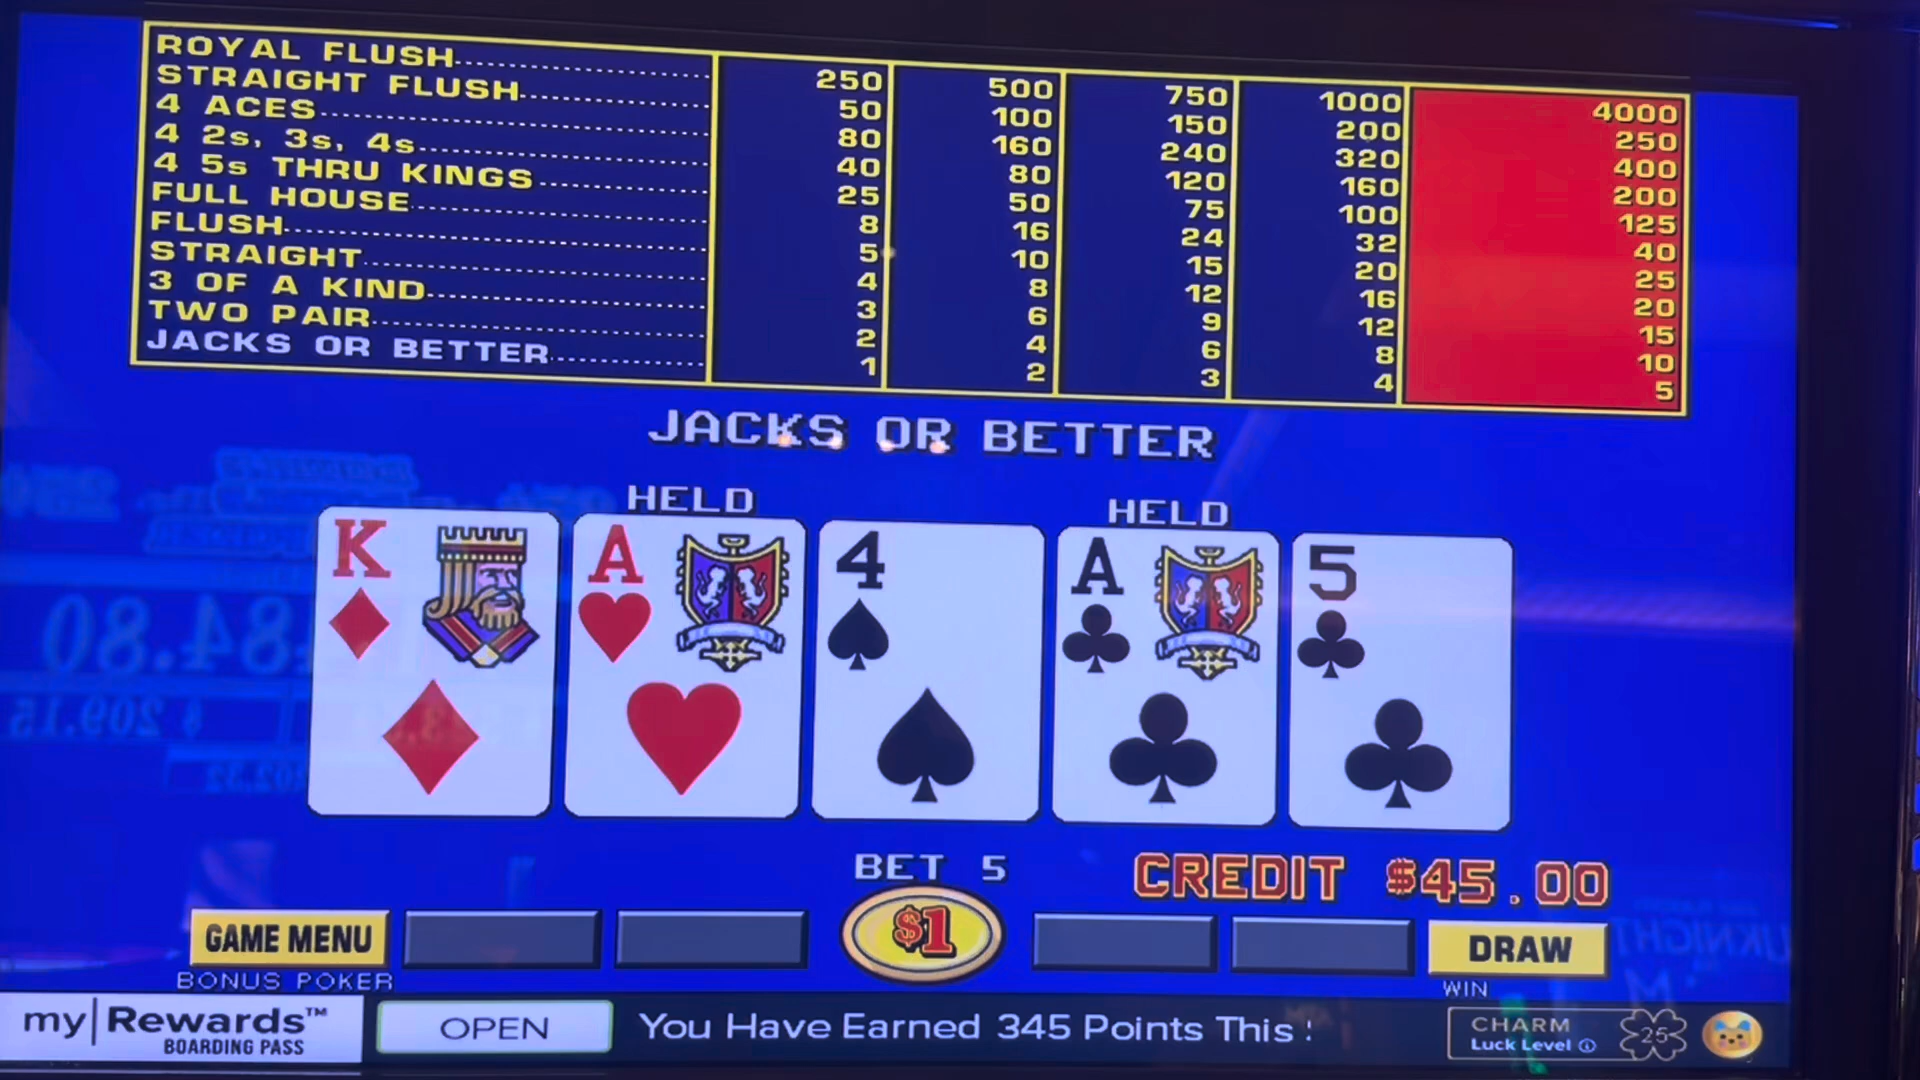 ROYAL FLUSH 250 500 750 1000 4000
STRAIGHT FLUSH 50 100 150 200 250
4 ACES 80 160 240 320 400
4 2s, 3s, 4s 40 80 120 160 200
4 5s THRU KINGS 25 50 75 100 125
FULL HOUSE 8 16 24 32 40
FLUSH 5 10 15 20 25
STRAIGHT 4 8 12 16 20
3 OF A KIND 3 6 9 12 15
TWO PAIR 2 4 6 8 10
JACKS OR BETTER 1 2 3 4 5
JACKS OR BETTER
HELD HELD
K A 4 A 5
BET 5 CREDIT $45.00
GAME MENU $1 DRAW
BONUS POKER WIN
my|Rewards™
BOARDING PASS
OPEN
You Have Earned 345 Points This
CHARM
Luck Level
25